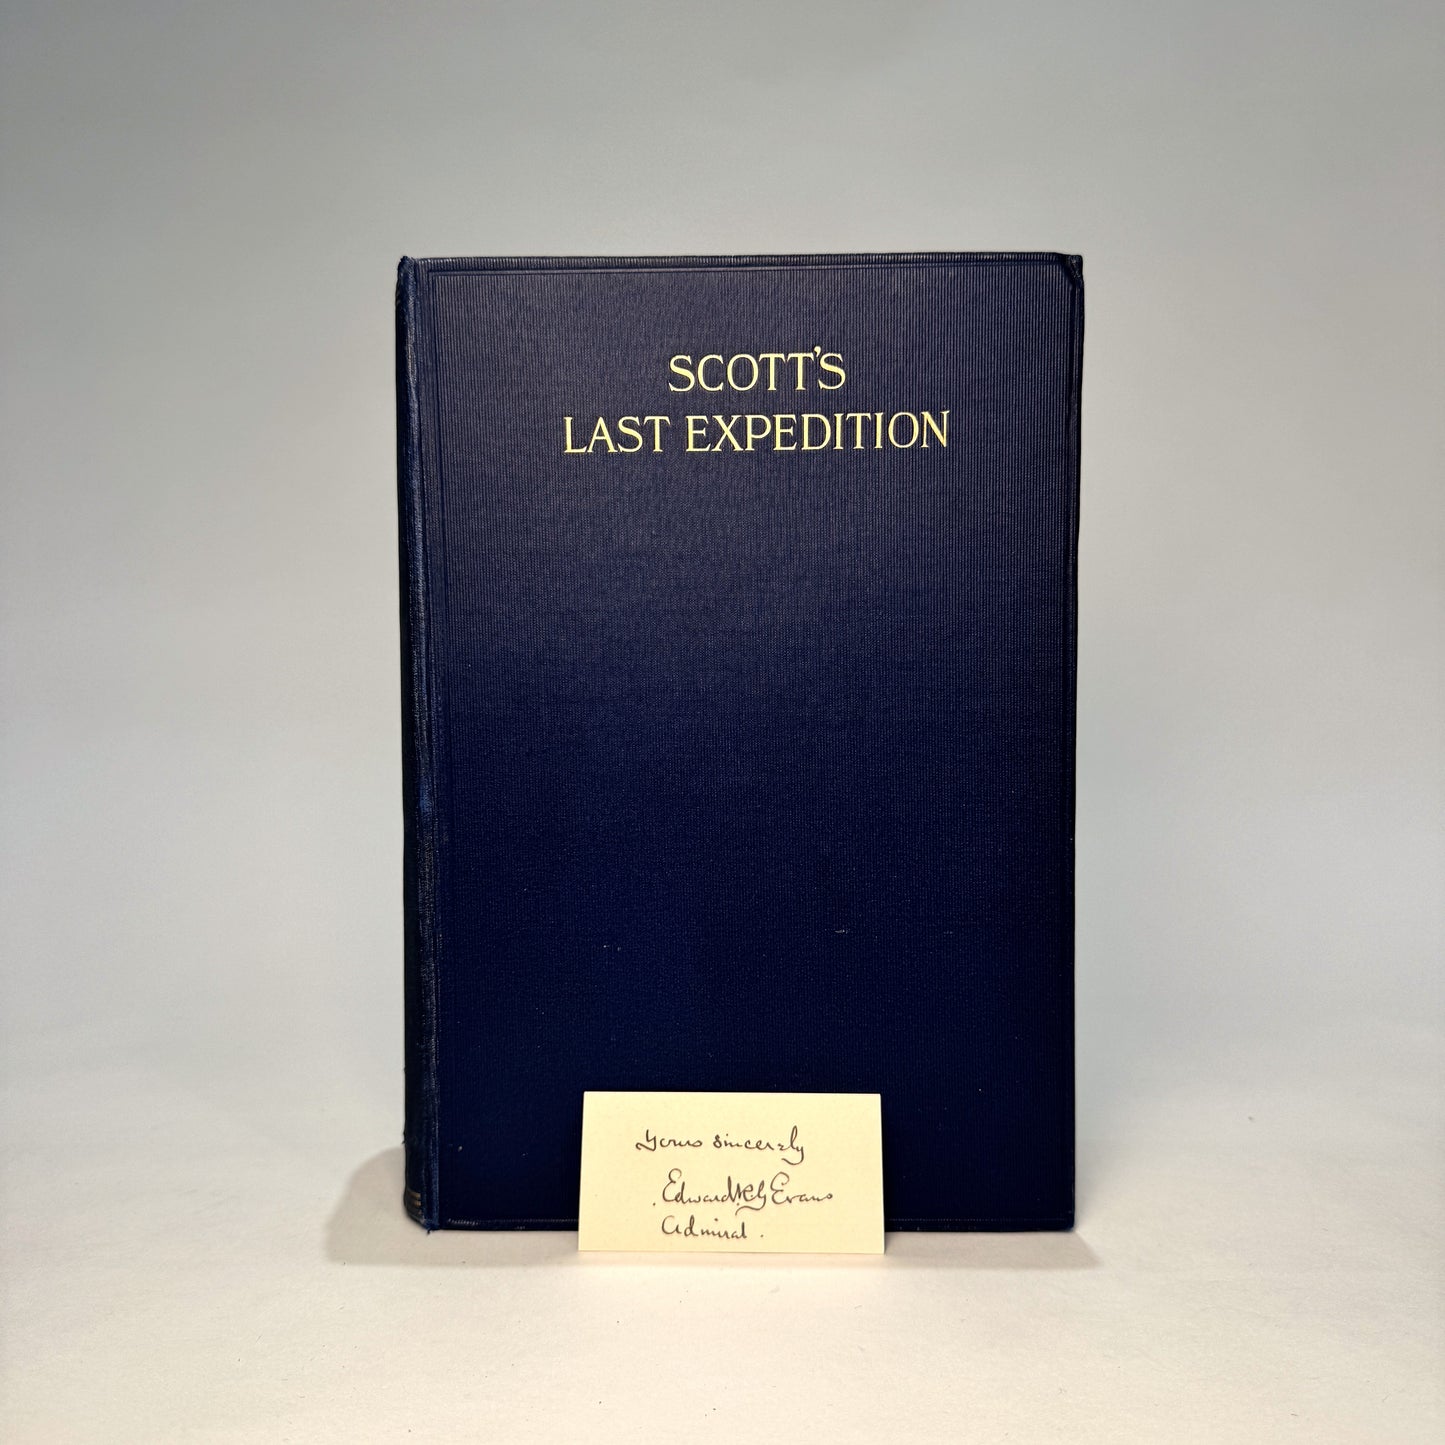 SCOTT'S
LAST EXPEDITION
Yours sincerely
Edward R G Evans
Admiral.